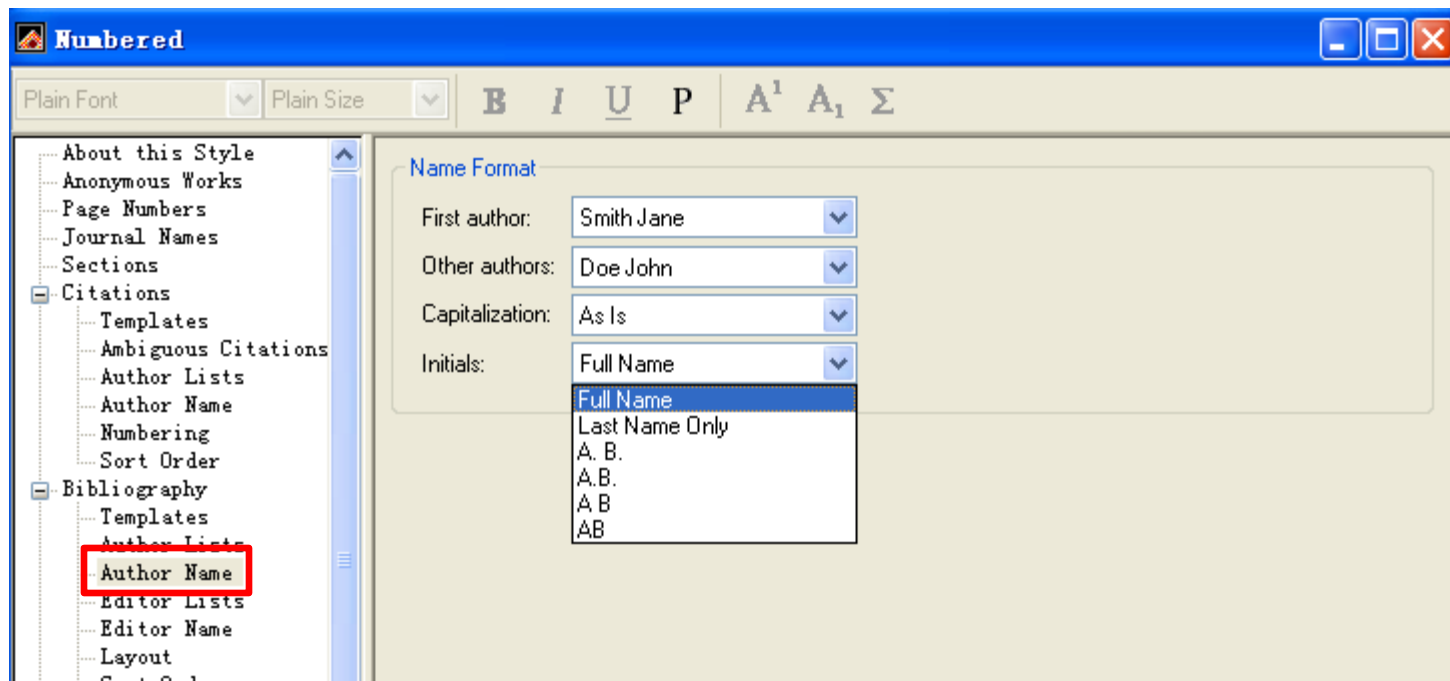 Numbered
Plain Font Plain Size B I U P A¹ A₁ Σ
About this Style
Anonymous Works
Page Numbers
Journal Names
Sections
Citations
Templates
Ambiguous Citations
Author Lists
Author Name
Numbering
Sort Order
Bibliography
Templates
Author Lists
Author Name
Editor Lists
Editor Name
Layout
Name Format
First author: Smith Jane
Other authors: Doe John
Capitalization: As Is
Initials: Full Name
Full Name
Last Name Only
A. B.
A.B.
A B
AB